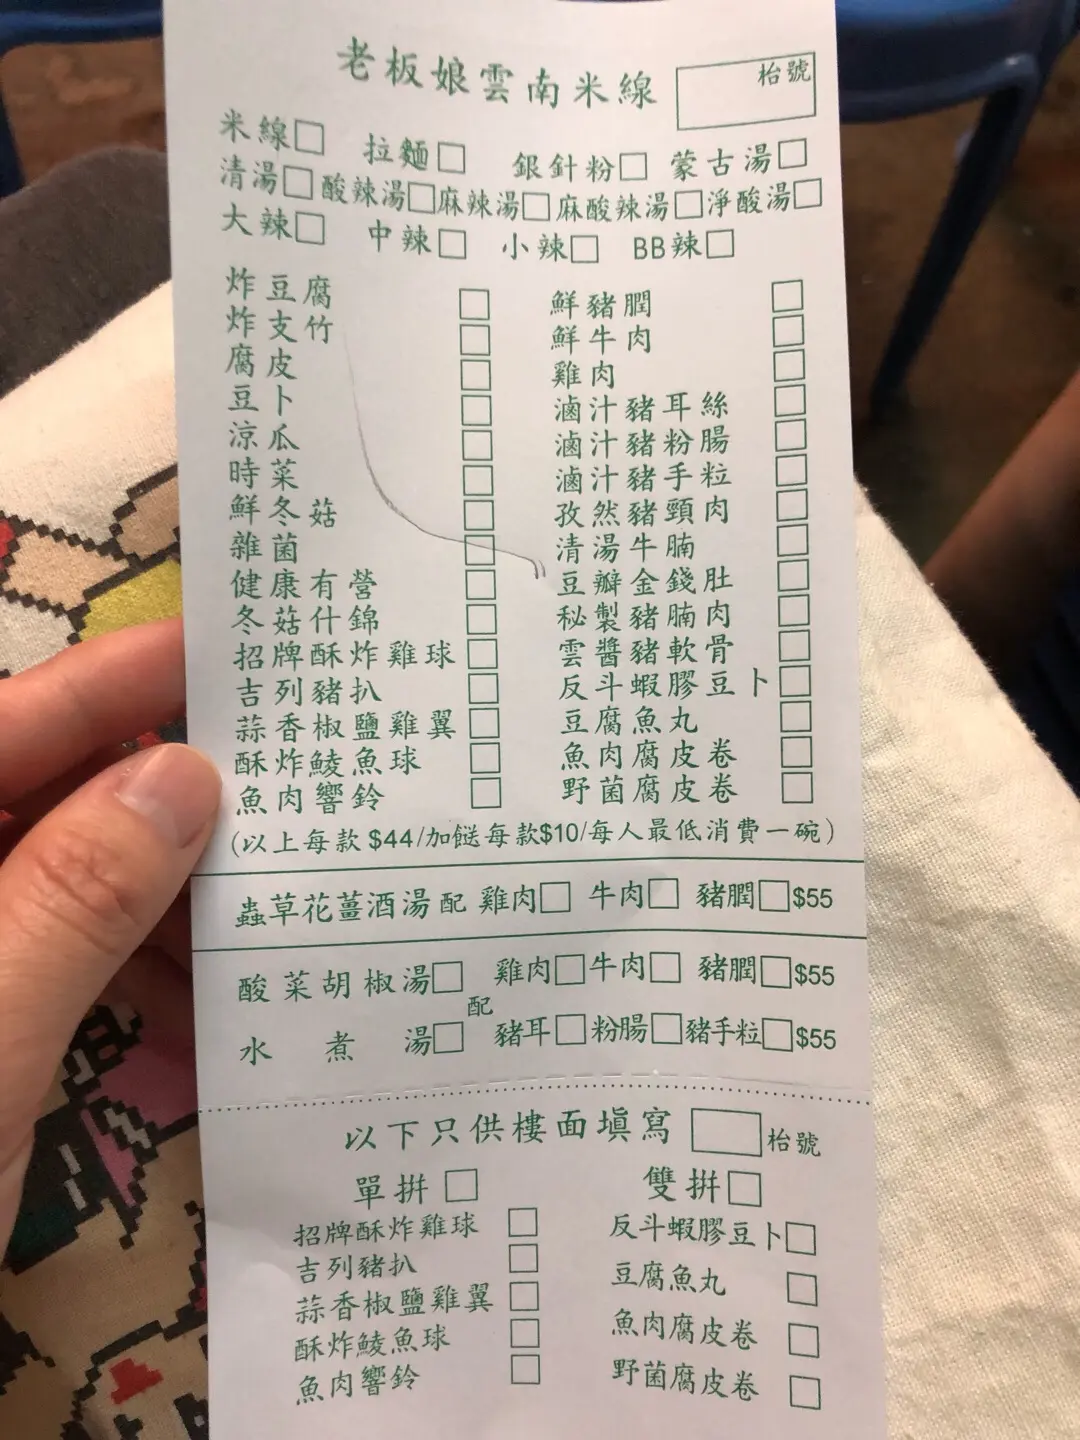 老板娘雲南米線 枱號
米線□ 拉麵□ 銀針粉□ 蒙古湯□
清湯□ 酸辣湯□ 麻辣湯□ 麻酸辣湯□ 淨酸湯□
大辣□ 中辣□ 小辣□ BB辣□
炸豆腐 □ 鮮豬膶 □
炸支竹 □ 鮮牛肉 □
腐皮 □ 雞肉 □
豆卜 □ 滷汁豬耳絲 □
涼瓜 □ 滷汁豬粉腸 □
時菜 □ 滷汁豬手粒 □
鮮冬菇 □ 孜然豬頸肉 □
雜菌 □ 清湯牛腩 □
健康有營 □ 豆瓣金錢肚 □
冬菇什錦 □ 秘製豬腩肉 □
招牌酥炸雞球 □ 雲醬豬軟骨 □
吉列豬扒 □ 反斗蝦膠豆卜 □
蒜香椒鹽雞翼 □ 豆腐魚丸 □
酥炸鯪魚球 □ 魚肉腐皮卷 □
魚肉響鈴 □ 野菌腐皮卷 □
(以上每款 $44/加餸每款$10/每人最低消費一碗)
蟲草花薑酒湯 配 雞肉□ 牛肉□ 豬膶□ $55
酸菜胡椒湯□ 雞肉□ 牛肉□ 豬膶□ $55
配
水煮湯□ 豬耳□ 粉腸□ 豬手粒□ $55
以下只供樓面填寫 □ 枱號
單拼 □ 雙拼 □
招牌酥炸雞球 □ 反斗蝦膠豆卜 □
吉列豬扒 □ 豆腐魚丸 □
蒜香椒鹽雞翼 □ 魚肉腐皮卷 □
酥炸鯪魚球 □ 野菌腐皮卷 □
魚肉響鈴 □